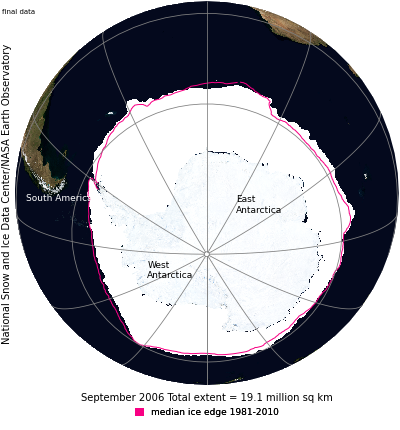 final data
National Snow and Ice Data Center/NASA Earth Observatory
South America
East
Antarctica
West
Antarctica
September 2006 Total extent = 19.1 million sq km
median ice edge 1981-2010